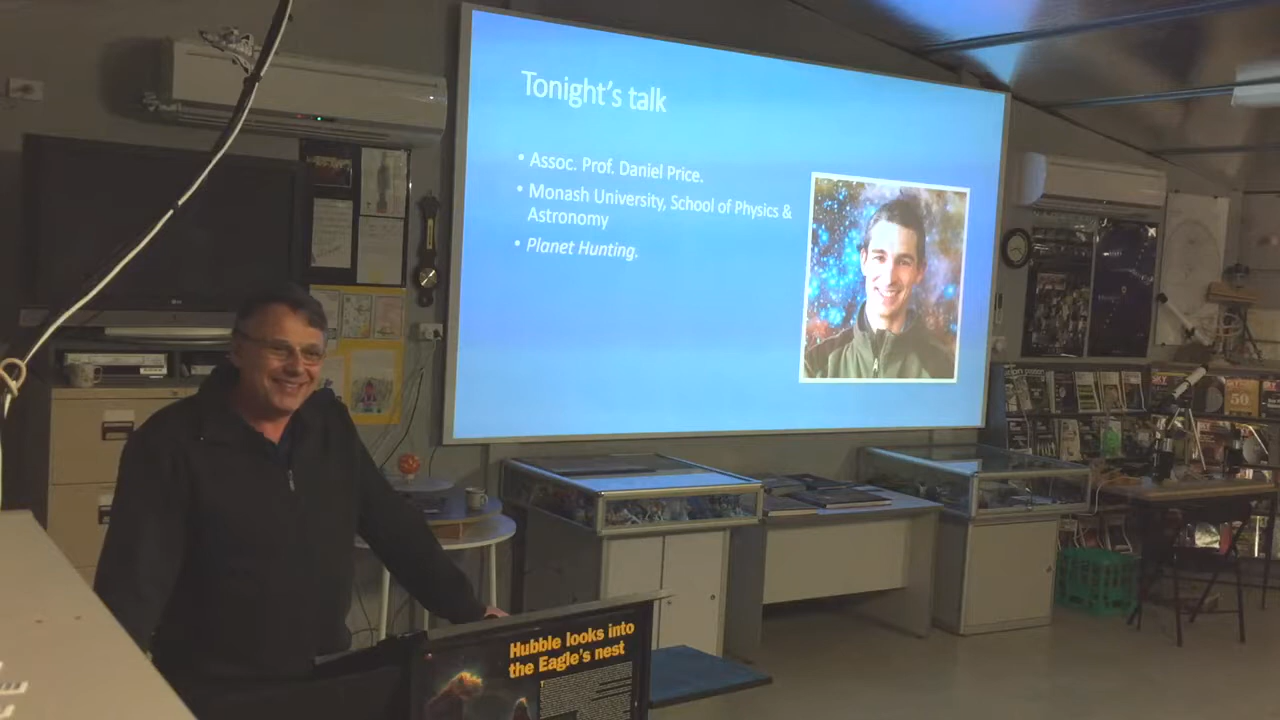 Tonight's talk
• Assoc. Prof. Daniel Price.
• Monash University, School of Physics &
Astronomy
• Planet Hunting.
LG
50
Hubble looks into
the Eagle's nest